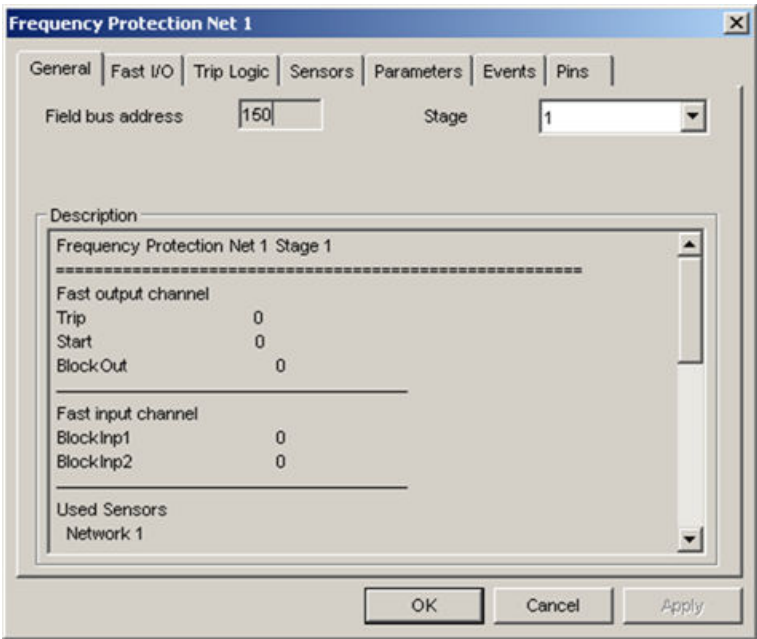 Frequency Protection Net 1
General Fast I/O Trip Logic Sensors Parameters Events Pins
Field bus address 150 Stage 1
Description
Frequency Protection Net 1 Stage 1
=======================================================
Fast output channel
Trip 0
Start 0
BlockOut 0
Fast input channel
BlockInp1 0
BlockInp2 0
Used Sensors
Network 1
OK Cancel Apply